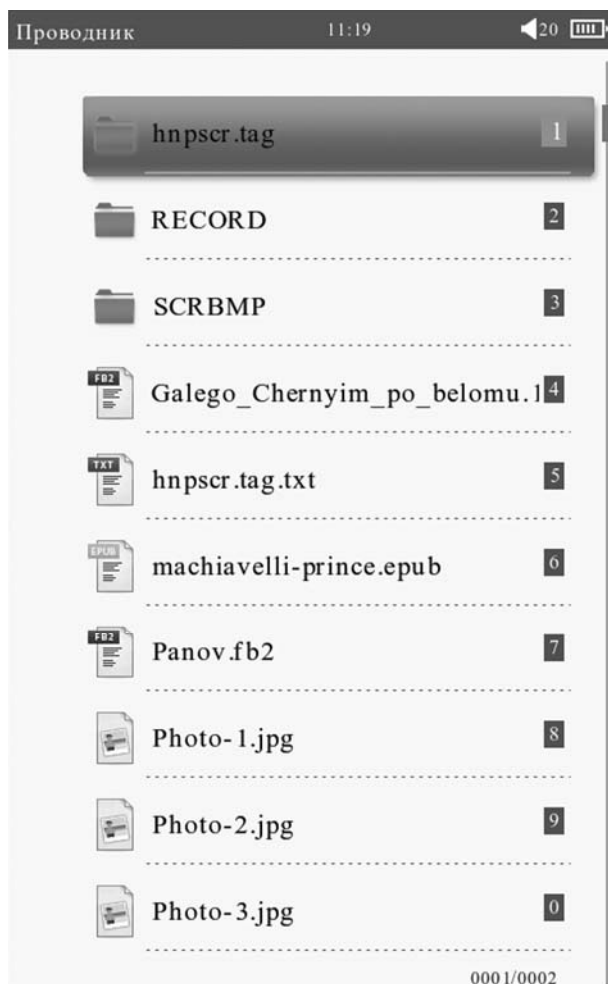 Проводник 11:19 20
hnpscr.tag 1
RECORD 2
SCRBMP 3
FB2 Galego_Chernyim_po_belomu. 4
TXT hnpscr.tag.txt 5
EPUB machiavelli-prince.epub 6
FB2 Panov.fb2 7
Photo-1.jpg 8
Photo-2.jpg 9
Photo-3.jpg 0
0001/0002